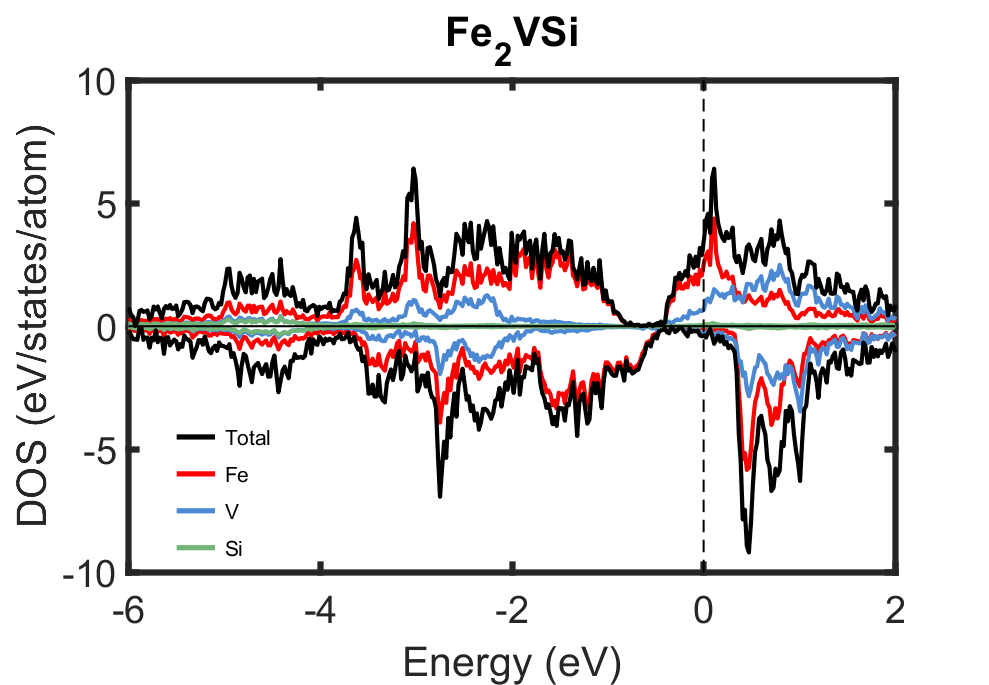 Fe2VSi
10
5
0
-5
-10
DOS (eV/states/atom)
Total
Fe
V
Si
-6 -4 -2 0 2
Energy (eV)